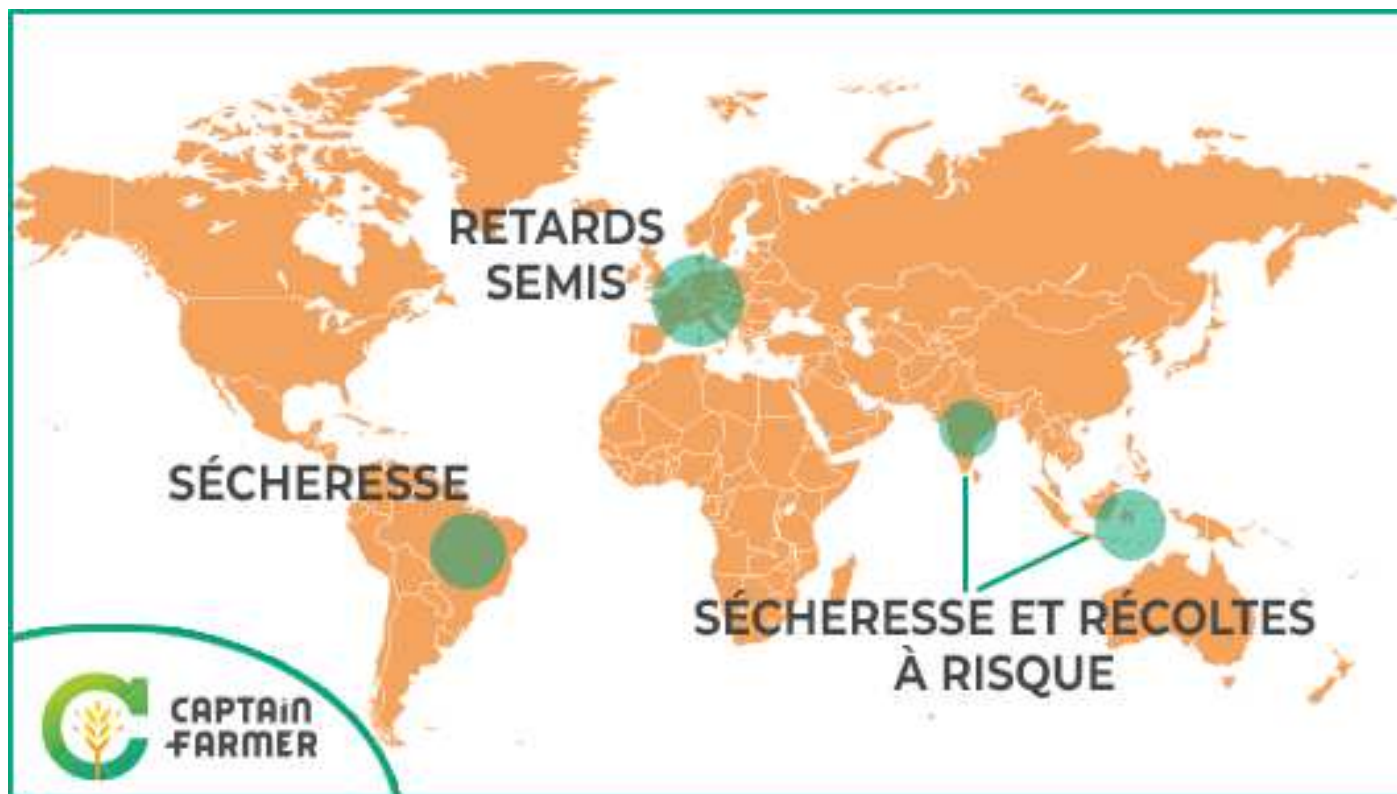 RETARDS
SEMIS
SÉCHERESSE
SÉCHERESSE ET RÉCOLTES
À RISQUE
CAPTAIN
FARMER